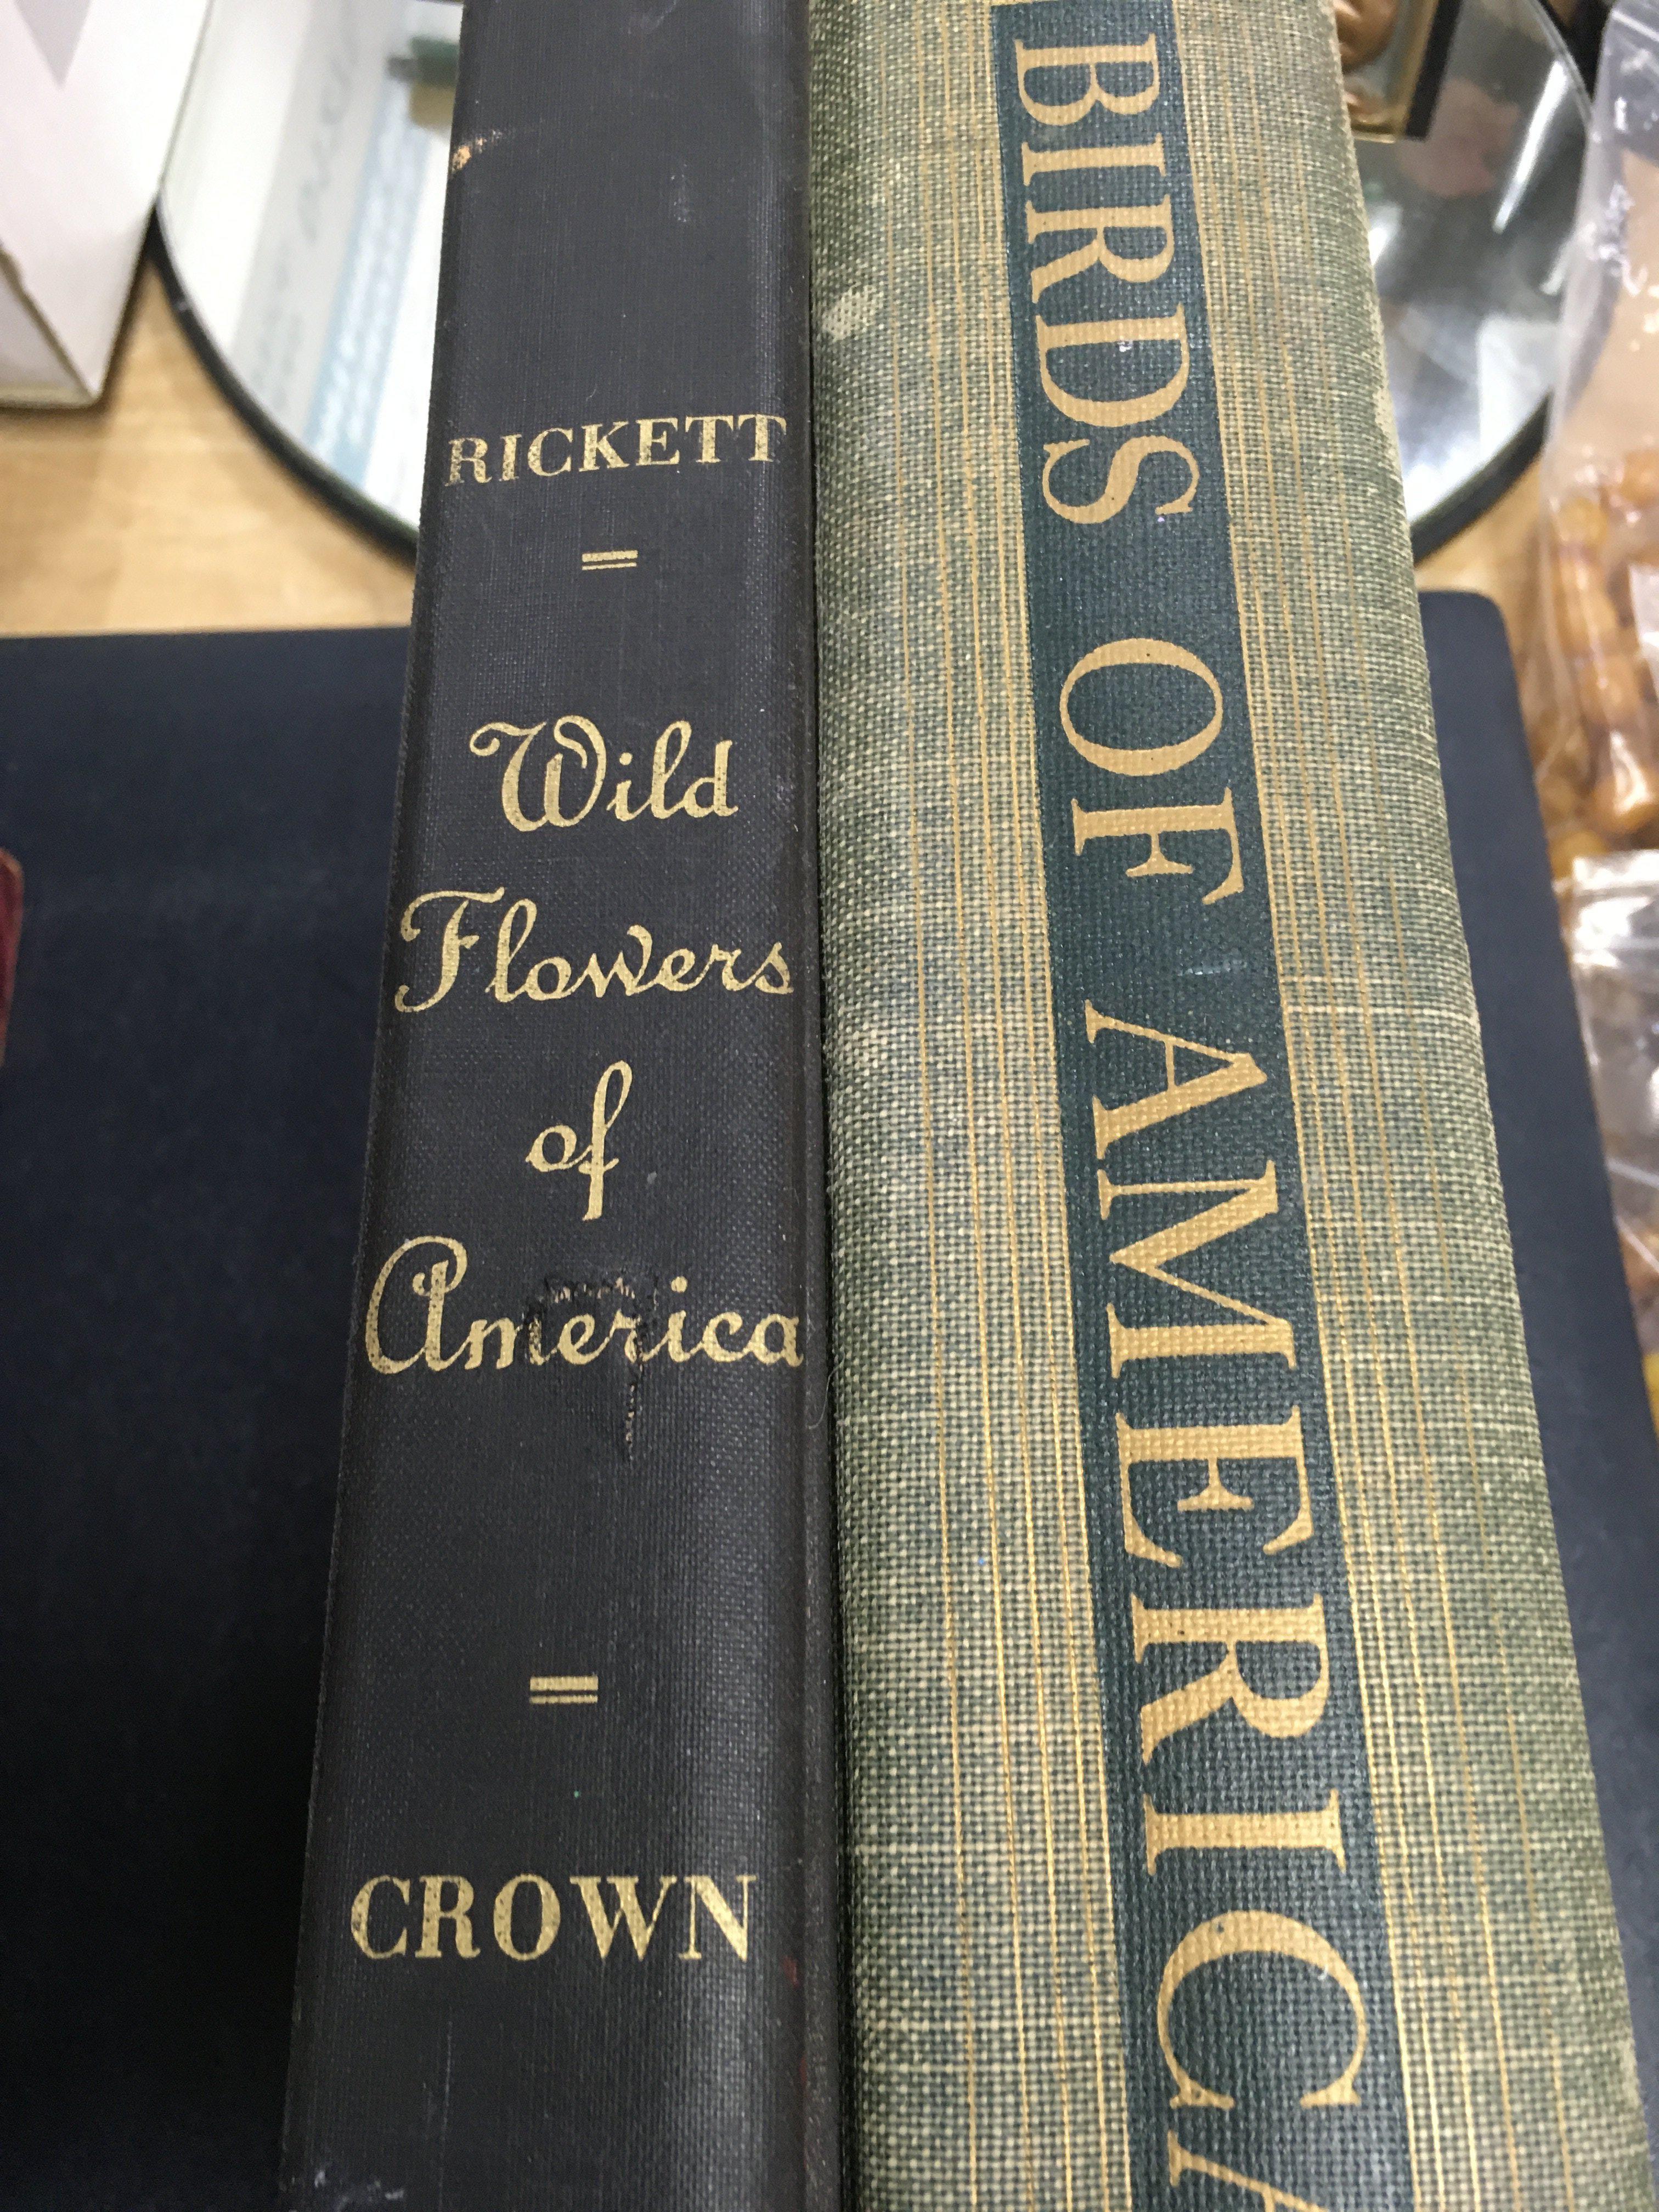 RICKETT
Wild
Flowers
of
America
CROWN
BIRDS OF AMERICA